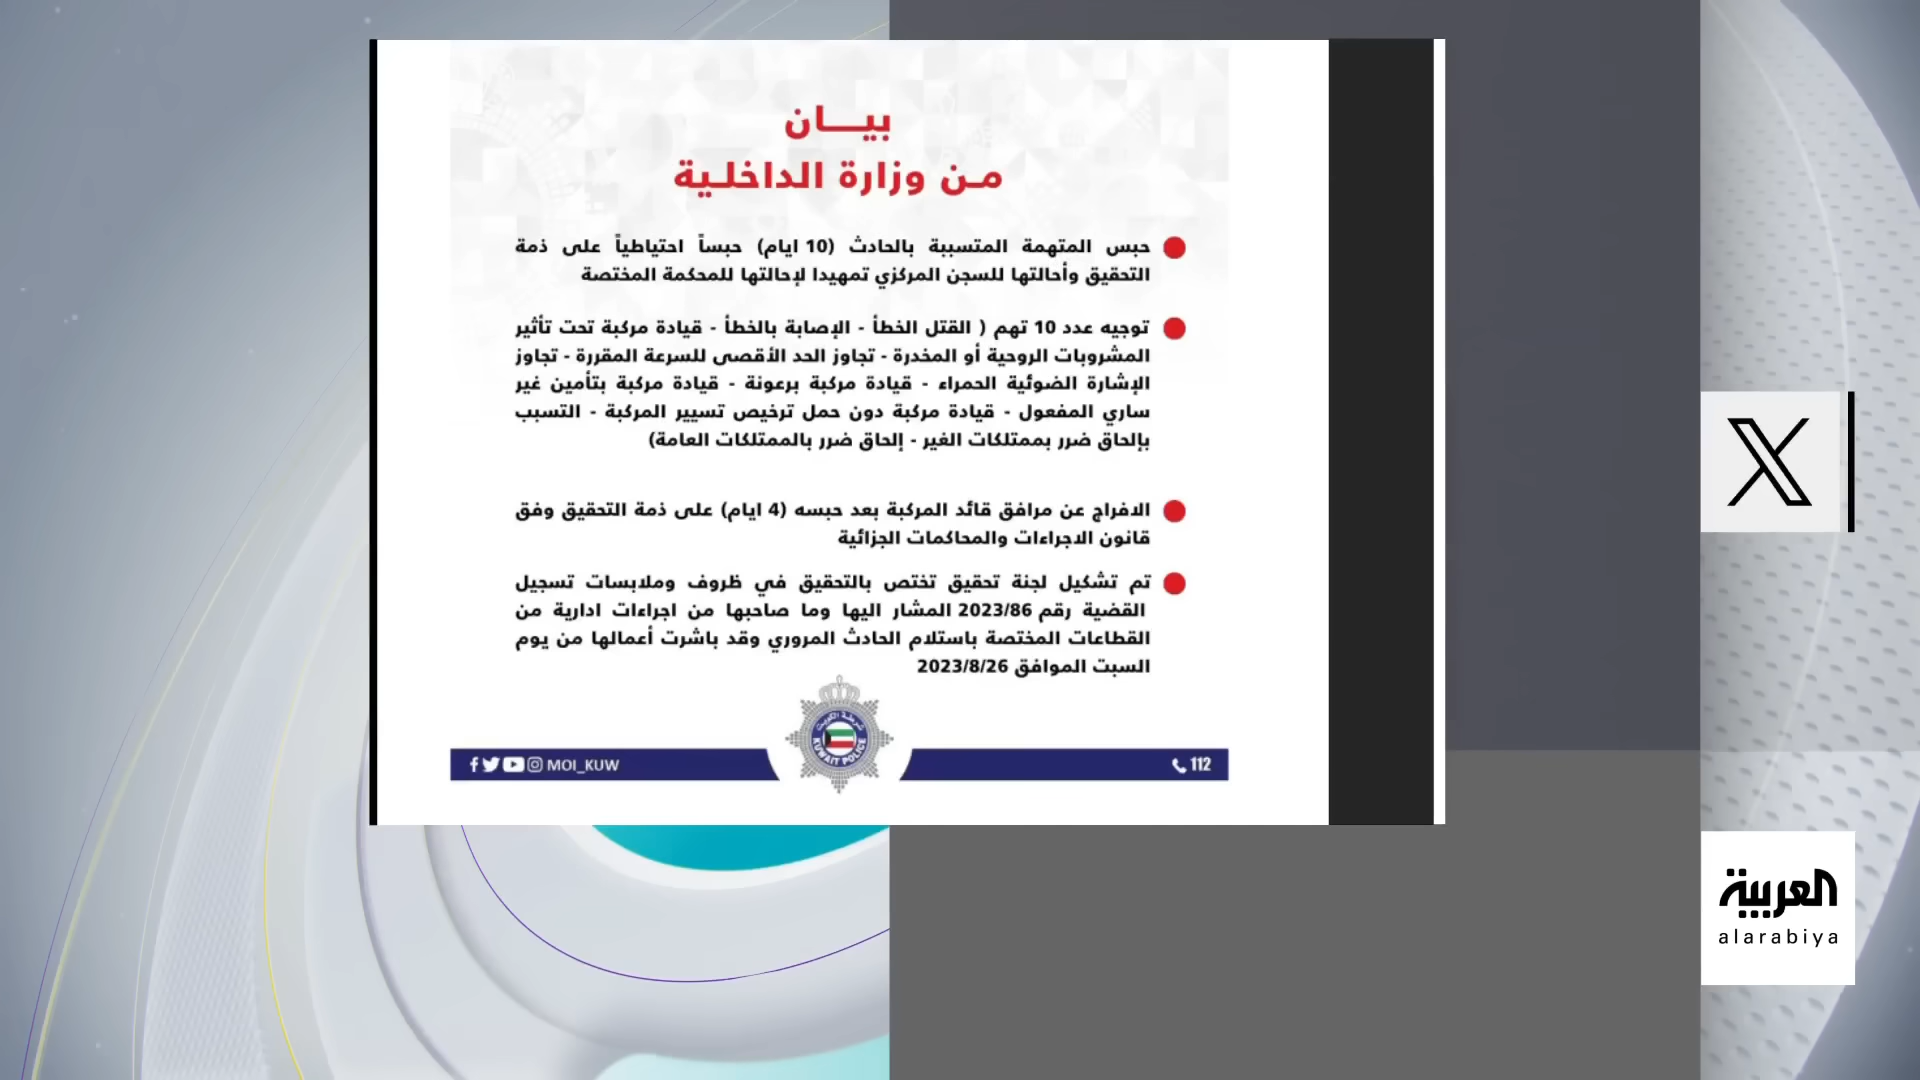 بيـــان
مـن وزارة الداخلـية
حبس المتهمة المتسببة بالحادث (10 ايام) حبساً احتياطياً على ذمة
التحقيق وأحالتها للسجن المركزي تمهيدا لإحالتها للمحكمة المختصة
توجيه عدد 10 تهم ( القتل الخطأ - الإصابة بالخطأ - قيادة مركبة تحت تأثير
المشروبات الروحية أو المخدرة - تجاوز الحد الأقصى للسرعة المقررة - تجاوز
الإشارة الضوئية الحمراء - قيادة مركبة برعونة - قيادة مركبة بتأمين غير
ساري المفعول - قيادة مركبة دون حمل ترخيص تسيير المركبة - التسبب
بإلحاق ضرر بممتلكات الغير - إلحاق ضرر بالممتلكات العامة)
الافراج عن مرافق قائد المركبة بعد حبسه (4 ايام) على ذمة التحقيق وفق
قانون الاجراءات والمحاكمات الجزائية
تم تشكيل لجنة تحقيق تختص بالتحقيق في ظروف وملابسات تسجيل
القضية رقم 2023/86 المشار اليها وما صاحبها من اجراءات ادارية من
القطاعات المختصة باستلام الحادث المروري وقد باشرت أعمالها من يوم
السبت الموافق 2023/8/26
شرطة الكويت
KUWAIT POLICE
MOI_KUW
112
العربية
alarabiya